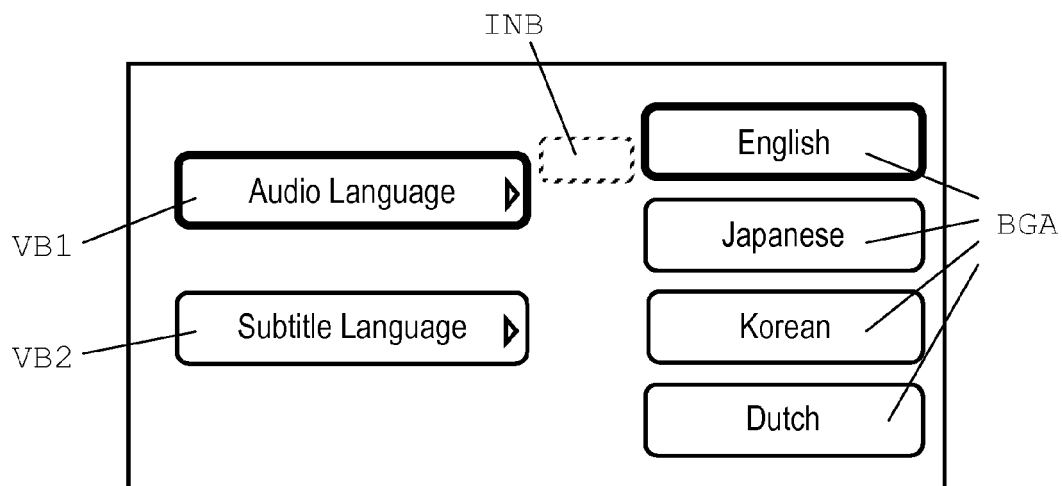 INB
English
Audio Language
Japanese
BGA
VB1
Subtitle Language
Korean
VB2
Dutch